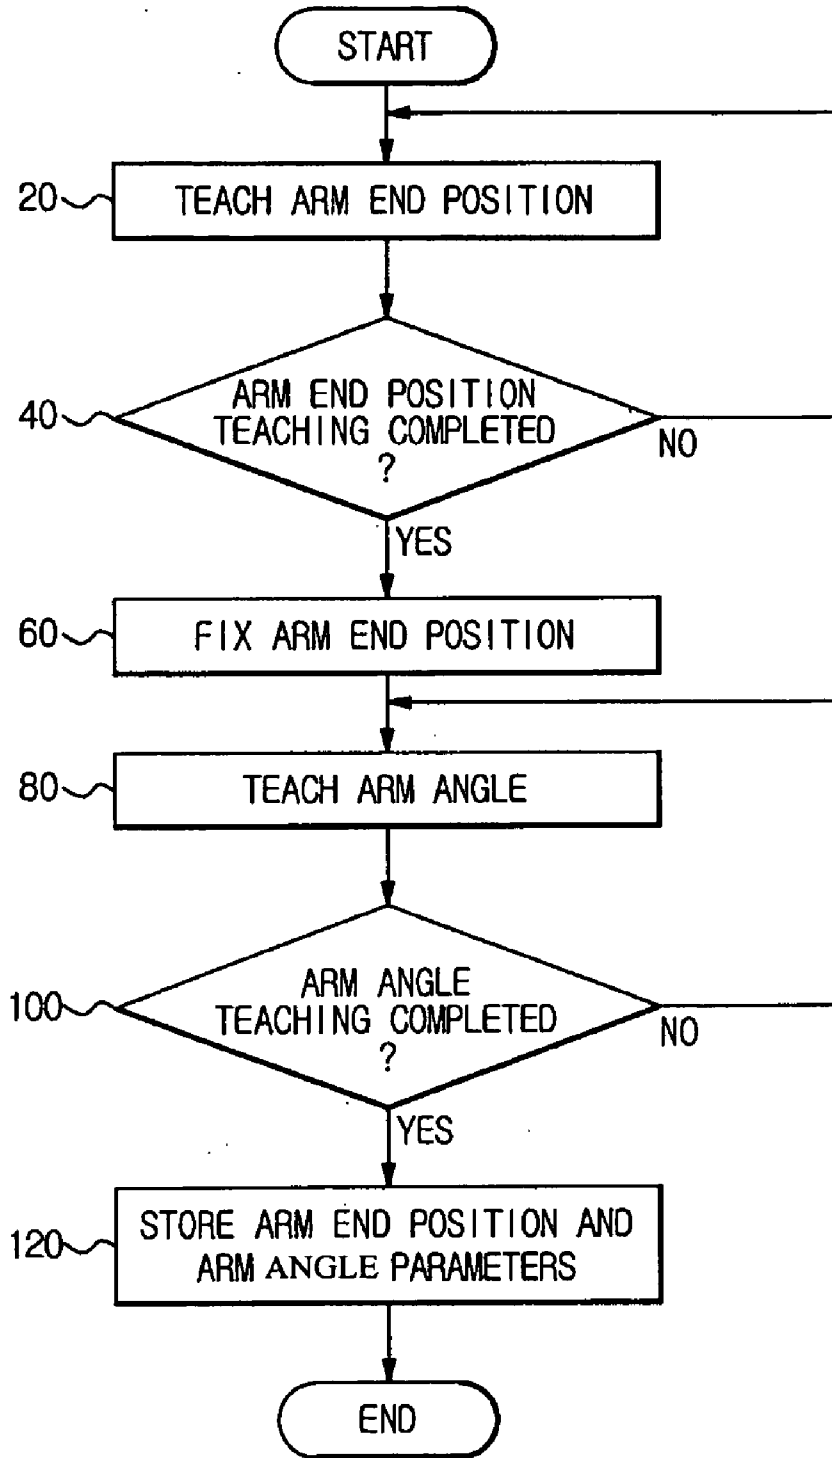 START
20
TEACH ARM END POSITION
40
ARM END POSITION
TEACHING COMPLETED
?
NO
YES
60
FIX ARM END POSITION
80
TEACH ARM ANGLE
100
ARM ANGLE
TEACHING COMPLETED
?
NO
YES
120
STORE ARM END POSITION AND
ARM ANGLE PARAMETERS
END